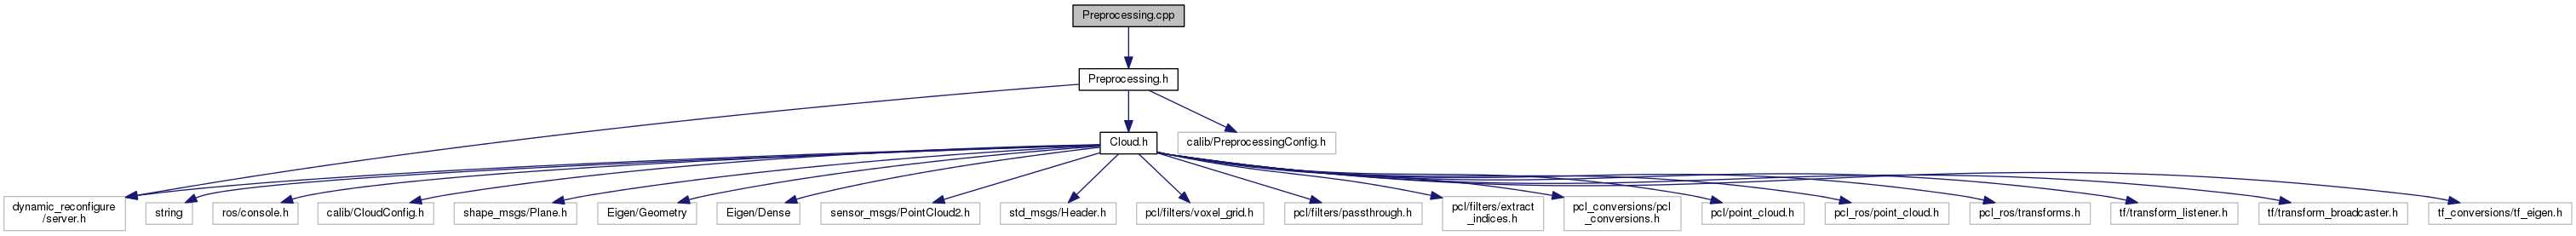 Preprocessing.cpp
Preprocessing.h
Cloud.h
calib/PreprocessingConfig.h
dynamic_reconfigure
/server.h
string
ros/console.h
calib/CloudConfig.h
shape_msgs/Plane.h
Eigen/Geometry
Eigen/Dense
sensor_msgs/PointCloud2.h
std_msgs/Header.h
pcl/filters/voxel_grid.h
pcl/filters/passthrough.h
pcl/filters/extract
_indices.h
pcl_conversions/pcl
_conversions.h
pcl/point_cloud.h
pcl_ros/point_cloud.h
pcl_ros/transforms.h
tf/transform_listener.h
tf/transform_broadcaster.h
tf_conversions/tf_eigen.h